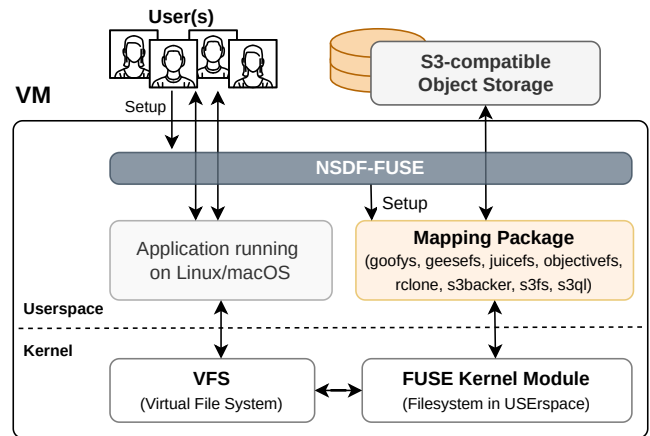 User(s)
S3-compatible
Object Storage
VM
Setup
NSDF-FUSE
Setup
Application running
on Linux/macOS
Mapping Package
(goofys, geesefs, juicefs, objectivefs,
rclone, s3backer, s3fs, s3ql)
Userspace
Kernel
VFS
(Virtual File System)
FUSE Kernel Module
(Filesystem in USErspace)